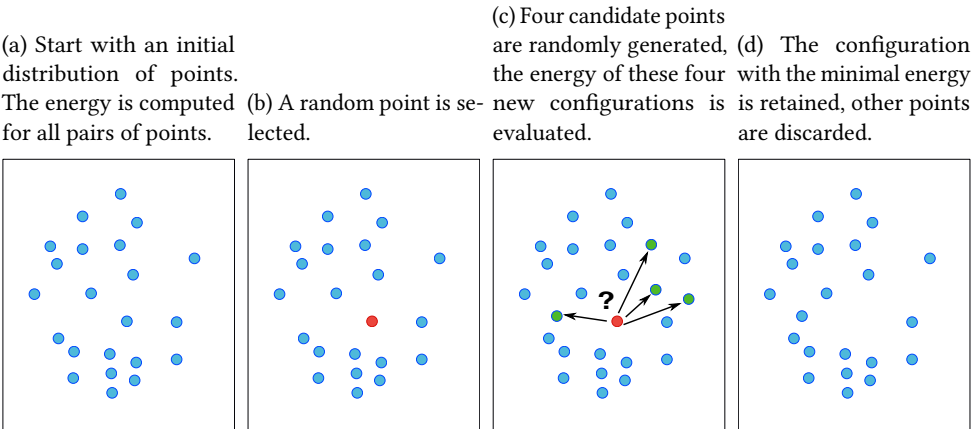 (a) Start with an initial
distribution of points.
The energy is computed
for all pairs of points.
(b) A random point is se-
lected.
(c) Four candidate points
are randomly generated,
the energy of these four
new configurations is
evaluated.
(d) The configuration
with the minimal energy
is retained, other points
are discarded.
?